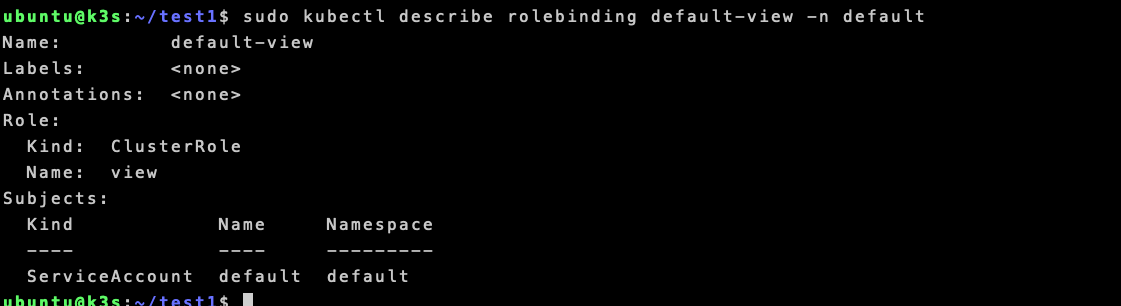 ubuntu@k3s:~/test1$ sudo kubectl describe rolebinding default-view -n default
Name:         default-view
Labels:       <none>
Annotations:  <none>
Role:
  Kind:  ClusterRole
  Name:  view
Subjects:
  Kind            Name     Namespace
  ----            ----     ---------
  ServiceAccount  default  default
ubuntu@k3s:~/test1$